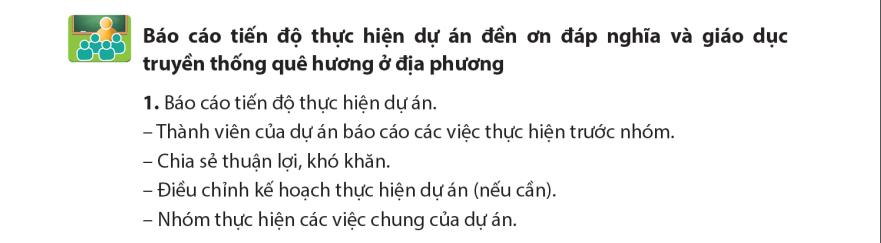 Báo cáo tiến độ thực hiện dự án đền ơn đáp nghĩa và giáo dục
truyền thống quê hương ở địa phương
1. Báo cáo tiến độ thực hiện dự án.
– Thành viên của dự án báo cáo các việc thực hiện trước nhóm.
– Chia sẻ thuận lợi, khó khăn.
– Điều chỉnh kế hoạch thực hiện dự án (nếu cần).
– Nhóm thực hiện các việc chung của dự án.